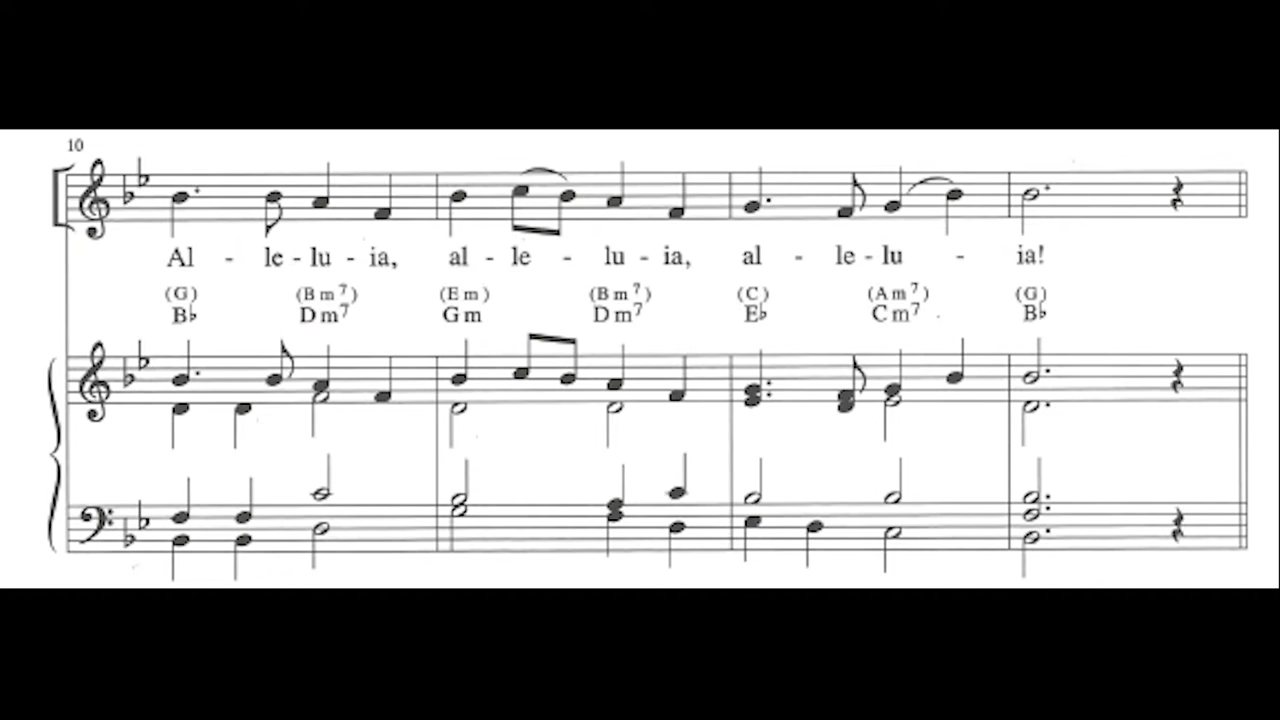 10
Al - le - lu - ia, al - le - lu - ia, al - le - lu - ia!
(G) (Bm7) (Em) (Bm7) (C) (Am7) (G)
B♭ Dm7 Gm Dm7 E♭ Cm7 B♭